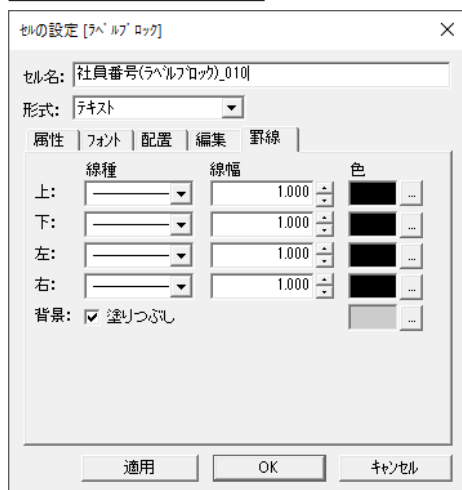 セルの設定 [ラベルブロック]
セル名: 社員番号(ラベルブロック)_010
形式: テキスト
属性 フォント 配置 編集 罫線
線種 線幅 色
上: 1.000 ...
下: 1.000 ...
左: 1.000 ...
右: 1.000 ...
背景: 塗りつぶし ...
適用 OK キャンセル